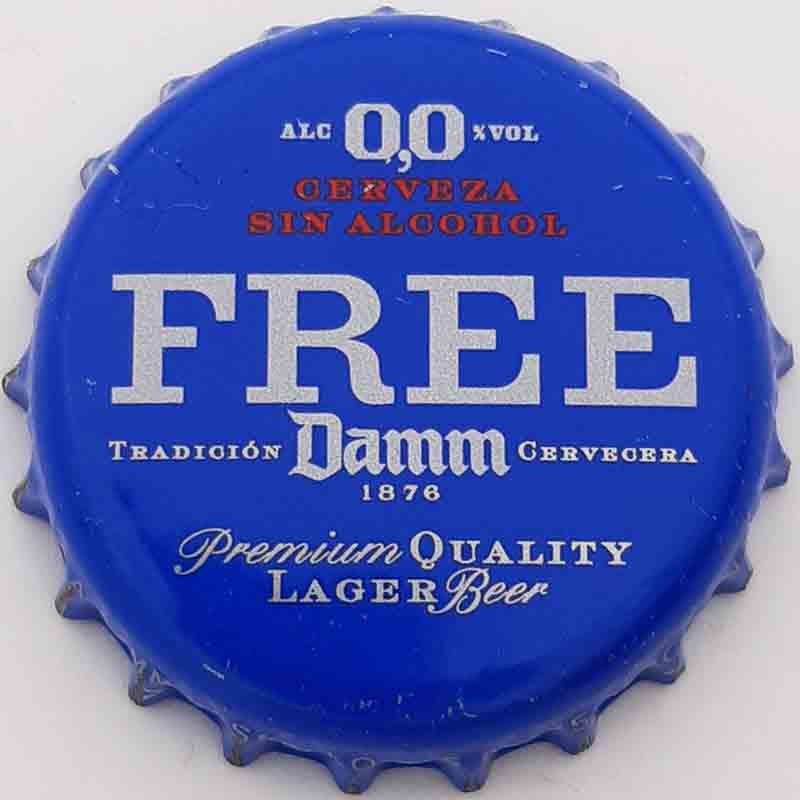 ALC 0,0 % VOL
CERVEZA
SIN ALCOHOL
FREE
TRADICIÓN Damm CERVECERA
1876
Premium QUALITY
LAGER Beer